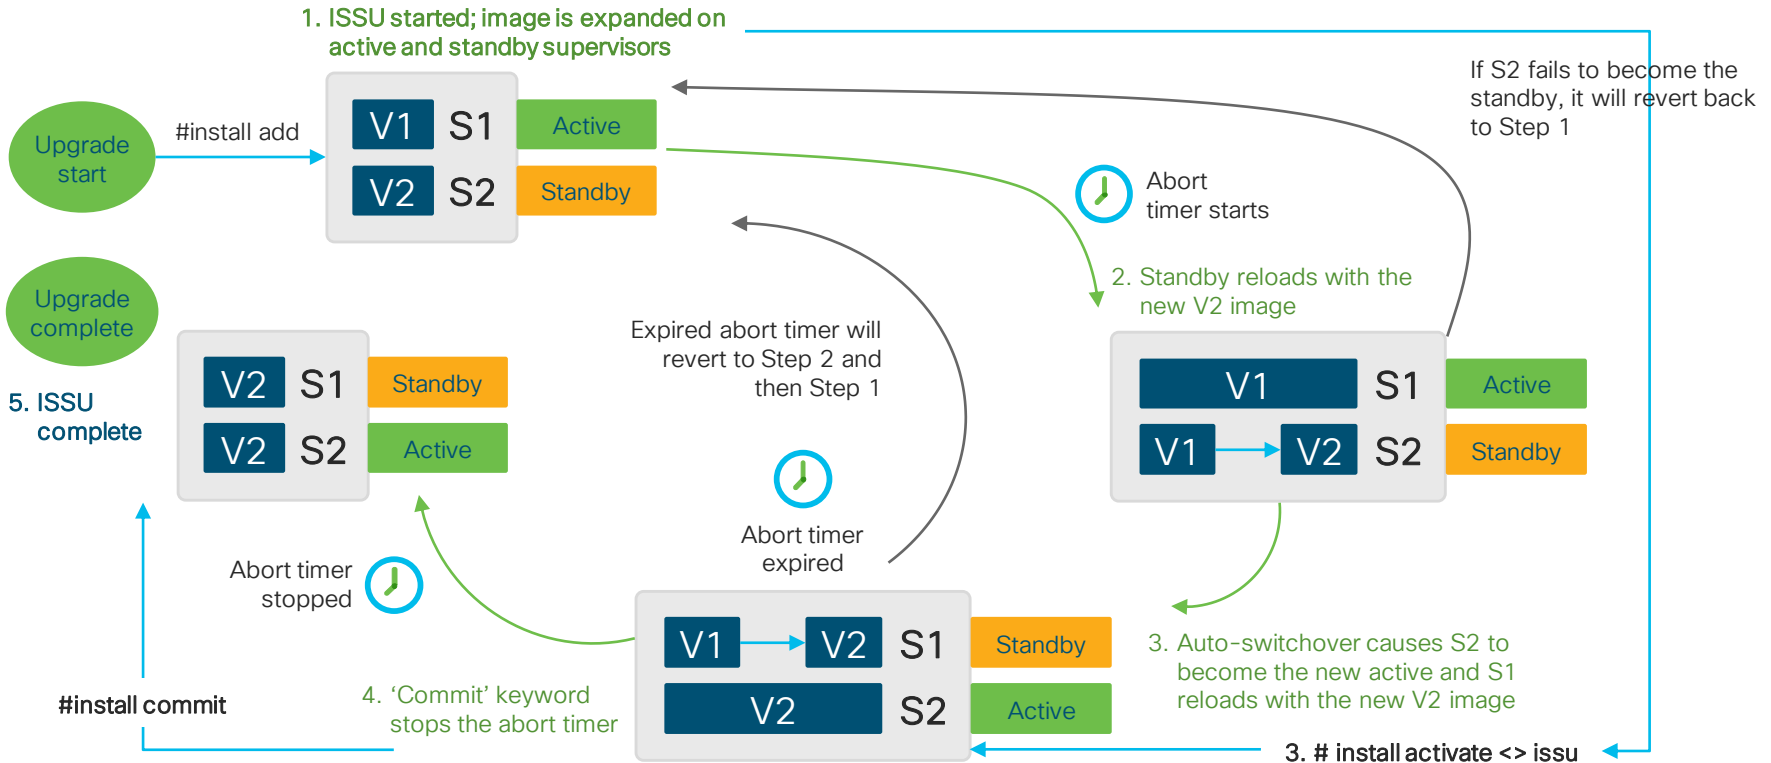 1. ISSU started; image is expanded on
active and standby supervisors
If S2 fails to become the
standby, it will revert back
to Step 1
Upgrade
start
#install add
V1 S1 Active
V2 S2 Standby
Abort
timer starts
2. Standby reloads with the
new V2 image
Upgrade
complete
5. ISSU
complete
V2 S1 Standby
V2 S2 Active
Expired abort timer will
revert to Step 2 and
then Step 1
V1 S1 Active
V1 V2 S2 Standby
Abort timer
expired
Abort timer
stopped
V1 V2 S1 Standby
V2 S2 Active
3. Auto-switchover causes S2 to
become the new active and S1
reloads with the new V2 image
4. ‘Commit’ keyword
stops the abort timer
#install commit
3. # install activate <> issu